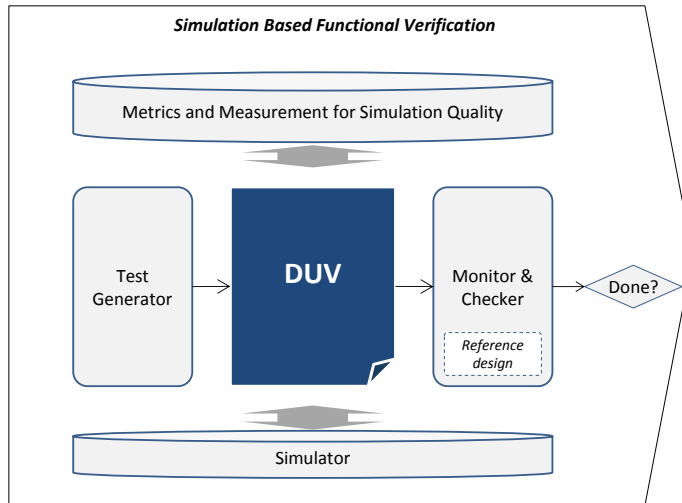 Simulation Based Functional Verification
Metrics and Measurement for Simulation Quality
Test
Generator
DUV
Monitor &
Checker
Reference
design
Done?
Simulator